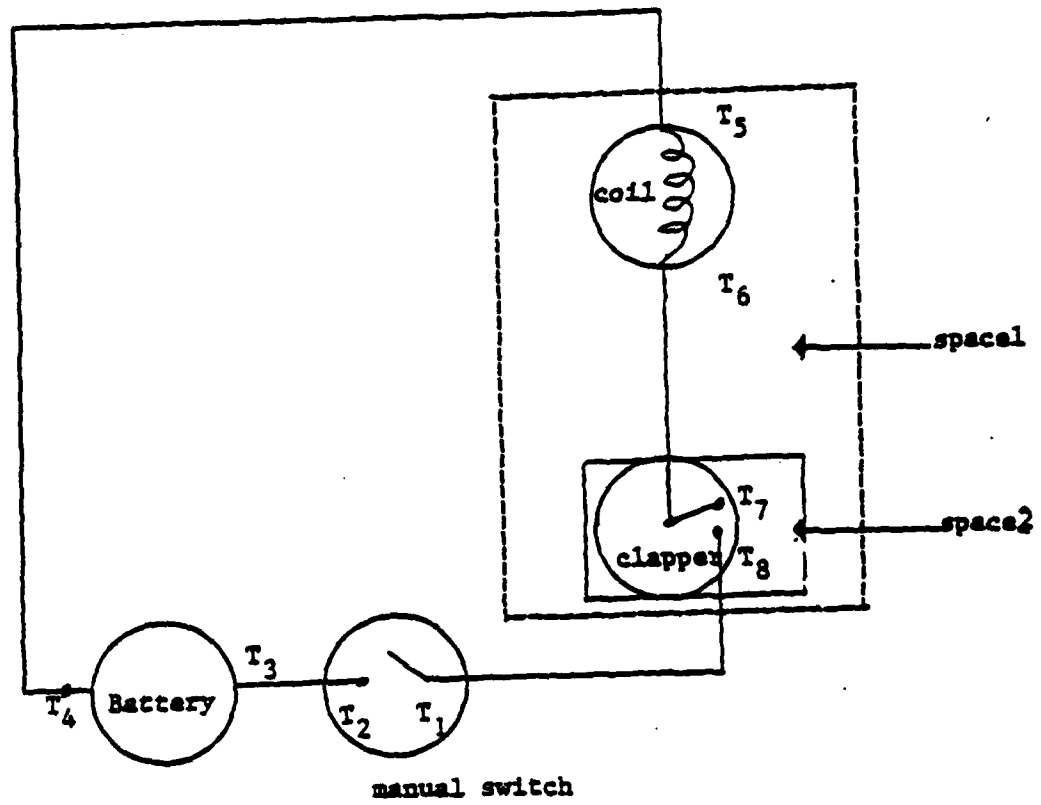 T5
coil
T6
space1
T7
space2
clapper
T8
T3
Battery
T4
T2
T1
manual switch